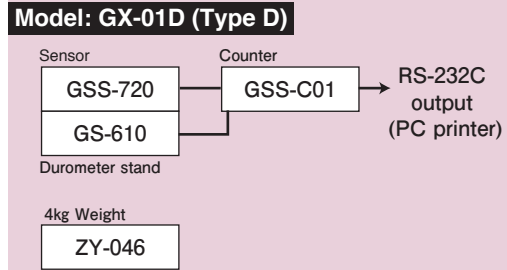 Model: GX-01D (Type D)
Sensor
Counter
GSS-720
GSS-C01
RS-232C
output
(PC printer)
GS-610
Durometer stand
4kg Weight
ZY-046